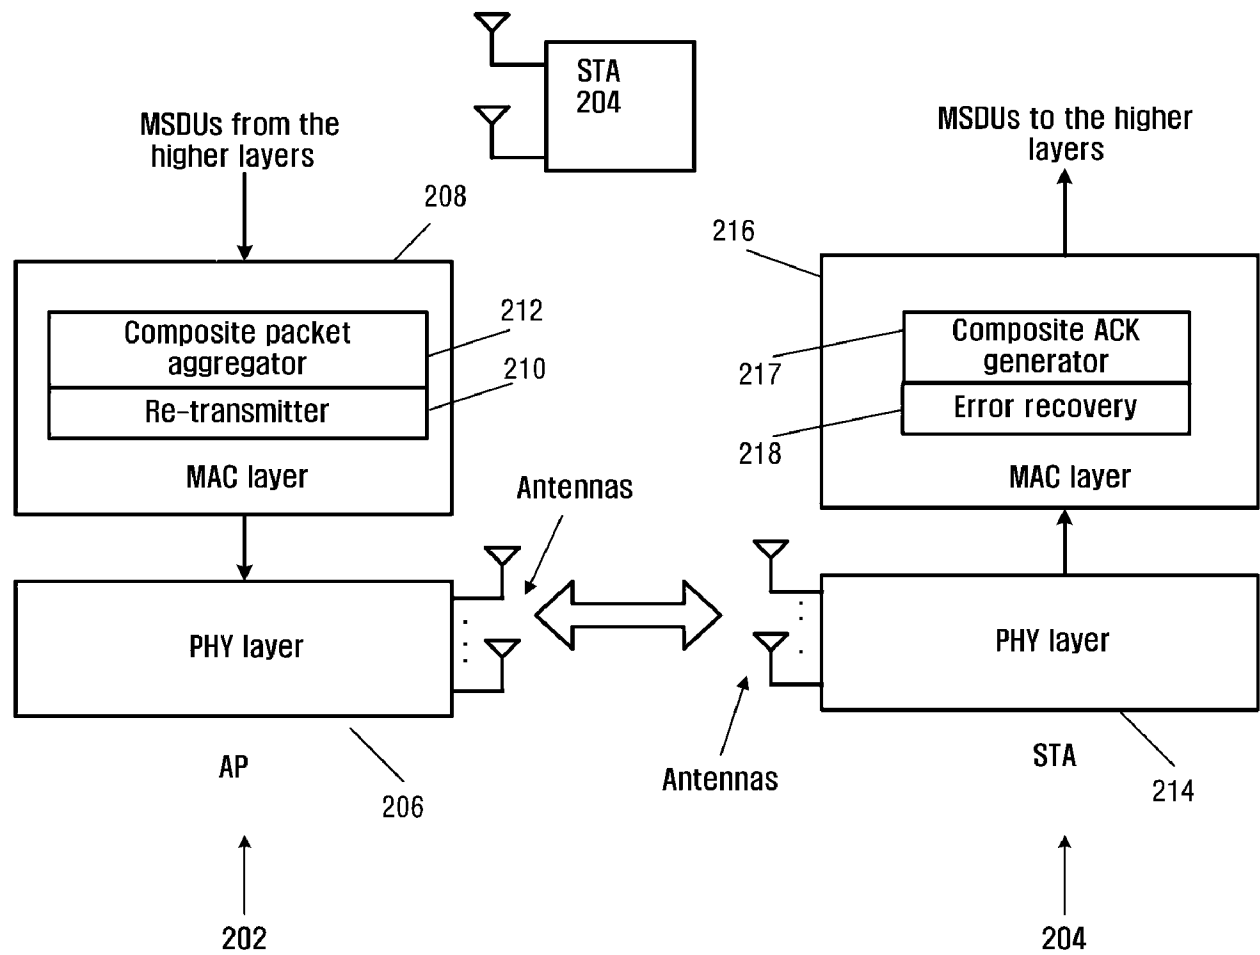 STA
204
MSDUs from the
higher layers
MSDUs to the higher
layers
208
216
Composite packet
aggregator
212
Re-transmitter
210
MAC layer
Composite ACK
generator
217
Error recovery
218
MAC layer
Antennas
PHY layer
PHY layer
AP
206
Antennas
STA
214
202
204